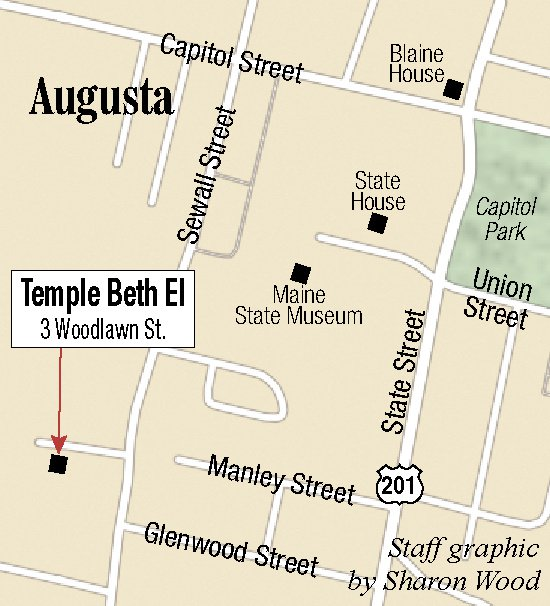 Capitol Street
Blaine
House
Augusta
Sewall Street
State
House
Capitol
Park
Temple Beth El
3 Woodlawn St.
Maine
State Museum
Union
Street
State Street
Manley Street
201
Glenwood Street
Staff graphic
by Sharon Wood